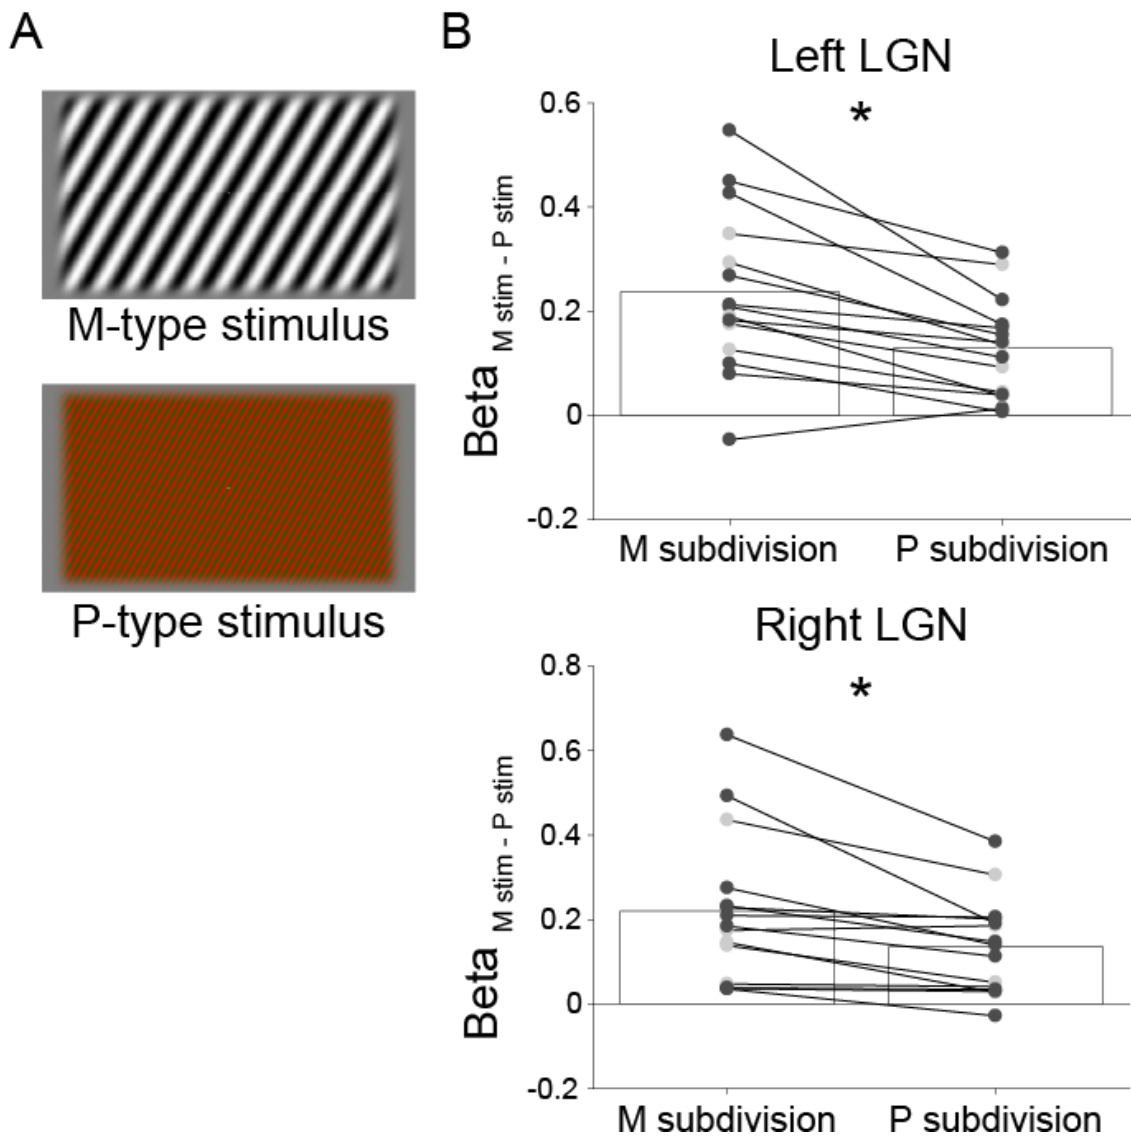 A
M-type stimulus
P-type stimulus
B
Left LGN
*
0.6
0.4
0.2
0
-0.2
Beta M stim - P stim
M subdivision
P subdivision
Right LGN
*
0.8
0.6
0.4
0.2
0
-0.2
Beta M stim - P stim
M subdivision
P subdivision